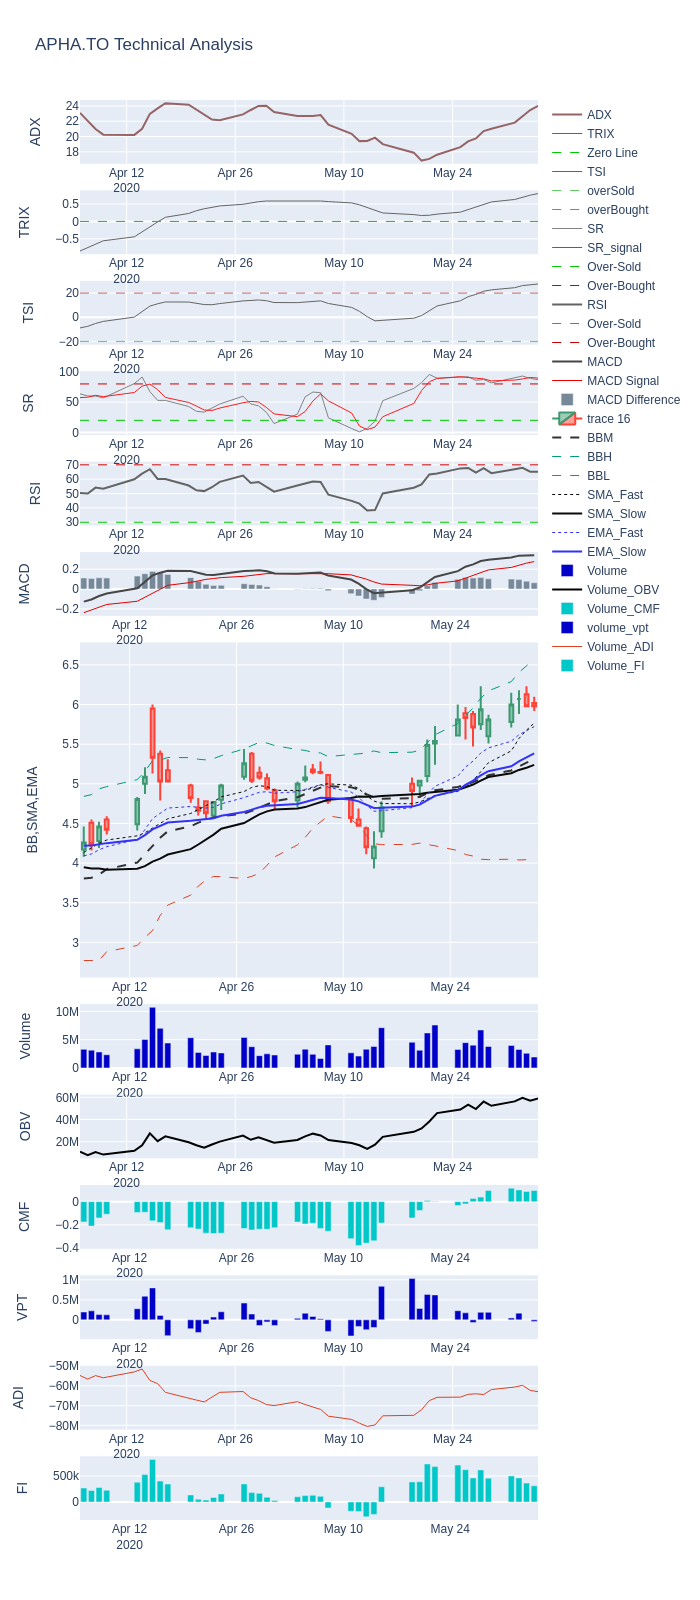 APHA.TO Technical Analysis
ADX
24
22
20
18
Apr 12
2020
Apr 26
May 10
May 24
TRIX
0.5
0
−0.5
Apr 12
2020
Apr 26
May 10
May 24
TSI
20
0
−20
Apr 12
2020
Apr 26
May 10
May 24
SR
100
50
0
Apr 12
2020
Apr 26
May 10
May 24
RSI
70
60
50
40
30
Apr 12
2020
Apr 26
May 10
May 24
MACD
0.2
0
−0.2
Apr 12
2020
Apr 26
May 10
May 24
BB,SMA,EMA
6.5
6
5.5
5
4.5
4
3.5
3
Apr 12
2020
Apr 26
May 10
May 24
Volume
10M
5M
0
Apr 12
2020
Apr 26
May 10
May 24
OBV
60M
40M
20M
Apr 12
2020
Apr 26
May 10
May 24
CMF
0
−0.2
−0.4
Apr 12
2020
Apr 26
May 10
May 24
VPT
1M
0.5M
0
Apr 12
2020
Apr 26
May 10
May 24
ADI
−50M
−60M
−70M
−80M
Apr 12
2020
Apr 26
May 10
May 24
FI
500k
0
Apr 12
2020
Apr 26
May 10
May 24
ADX
TRIX
Zero Line
TSI
overSold
overBought
SR
SR_signal
Over-Sold
Over-Bought
RSI
Over-Sold
Over-Bought
MACD
MACD Signal
MACD Difference
trace 16
BBM
BBH
BBL
SMA_Fast
SMA_Slow
EMA_Fast
EMA_Slow
Volume
Volume_OBV
Volume_CMF
volume_vpt
Volume_ADI
Volume_FI